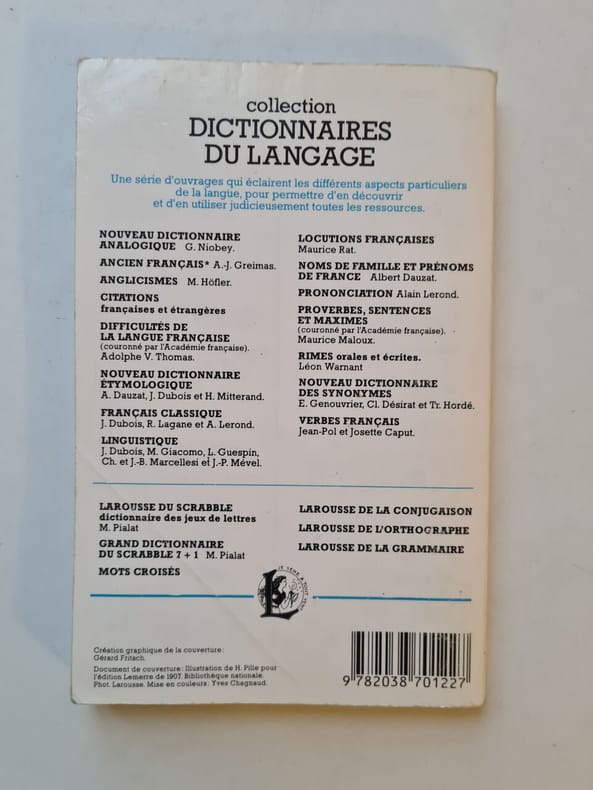 collection
DICTIONNAIRES
DU LANGAGE
Une série d'ouvrages qui éclairent les différents aspects particuliers
de la langue, pour permettre d'en découvrir
et d'en utiliser judicieusement toutes les ressources.
NOUVEAU DICTIONNAIRE
ANALOGIQUE G. Niobey.
ANCIEN FRANÇAIS* A.-J. Greimas.
ANGLICISMES M. Höfler.
CITATIONS
françaises et étrangères
DIFFICULTÉS DE
LA LANGUE FRANÇAISE
(couronné par l'Académie française).
Adolphe V. Thomas.
NOUVEAU DICTIONNAIRE
ÉTYMOLOGIQUE
A. Dauzat, J. Dubois et H. Mitterand.
FRANÇAIS CLASSIQUE
J. Dubois, R. Lagane et A. Lerond.
LINGUISTIQUE
J. Dubois, M. Giacomo, L. Guespin,
Ch. et J.-B. Marcellesi et J.-P. Mével.
LOCUTIONS FRANÇAISES
Maurice Rat.
NOMS DE FAMILLE ET PRÉNOMS
DE FRANCE Albert Dauzat.
PRONONCIATION Alain Lerond.
PROVERBES, SENTENCES
ET MAXIMES
(couronné par l'Académie française).
Maurice Maloux.
RIMES orales et écrites.
Léon Warnant
NOUVEAU DICTIONNAIRE
DES SYNONYMES
E. Genouvrier, Cl. Désirat et Tr. Hordé.
VERBES FRANÇAIS
Jean-Pol et Josette Caput.
LAROUSSE DU SCRABBLE
dictionnaire des jeux de lettres
M. Pialat
GRAND DICTIONNAIRE
DU SCRABBLE 7 + 1 M. Pialat
MOTS CROISÉS
LAROUSSE DE LA CONJUGAISON
LAROUSSE DE L'ORTHOGRAPHE
LAROUSSE DE LA GRAMMAIRE
JE SÈME A TOUT VENT
L
Création graphique de la couverture :
Gérard Fritsch.
Document de couverture : Illustration de H. Pille pour
l'édition Lemerre de 1907. Bibliothèque nationale.
Phot. Larousse. Mise en couleurs : Yves Chagnaud.
9 782038 701227